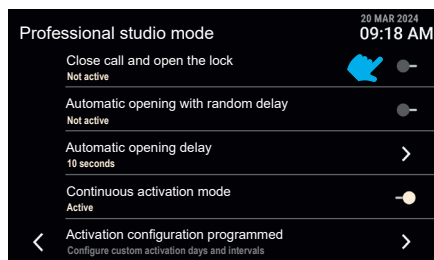 20 MAR 2024
Professional studio mode
09:18 AM
Close call and open the lock
Not active
Automatic opening with random delay
Not active
Automatic opening delay
10 seconds
Continuous activation mode
Active
Activation configuration programmed
Configure custom activation days and intervals